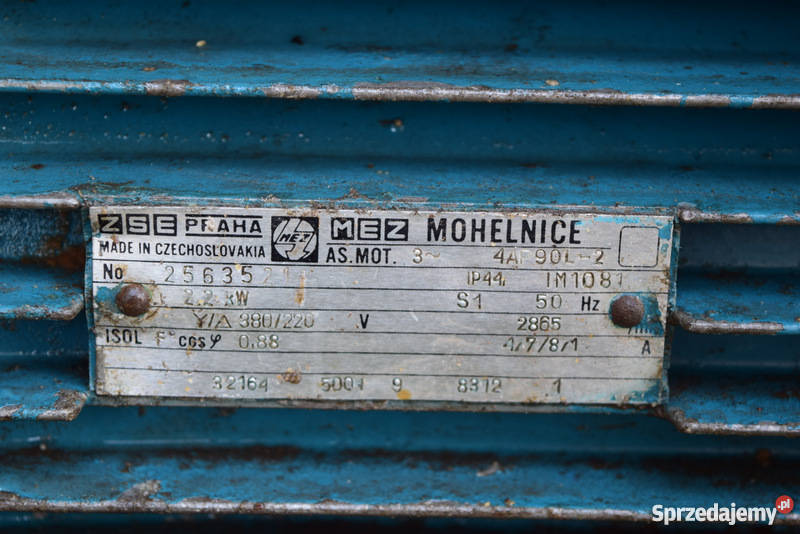 ZSE PRAHA MEZ MEZ MOHELNICE
MADE IN CZECHOSLOVAKIA AS.MOT. 3~ 4AP90L-2
No IP44 IM1081
2,2 kW S1 50 Hz
Y/△ 380/220 V 2865
ISOL F cosφ 0,88 4,7/8,1 A
32164 9 8312 1
Sprzedajemy.pl